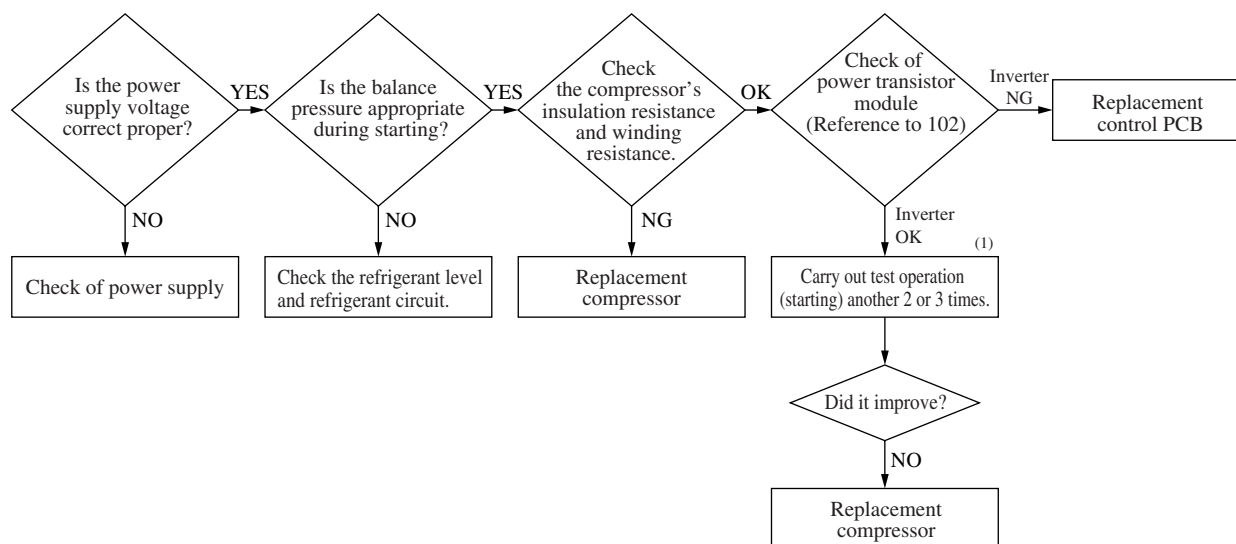 Is the power
supply voltage
correct proper?
YES
NO
Check of power supply
Is the balance
pressure appropriate
during starting?
YES
NO
Check the refrigerant level
and refrigerant circuit.
Check
the compressor's
insulation resistance
and winding
resistance.
OK
NG
Replacement
compressor
Check of
power transistor
module
(Reference to 102)
Inverter
NG
Replacement
control PCB
Inverter
OK
(1)
Carry out test operation
(starting) another 2 or 3 times.
Did it improve?
NO
Replacement
compressor